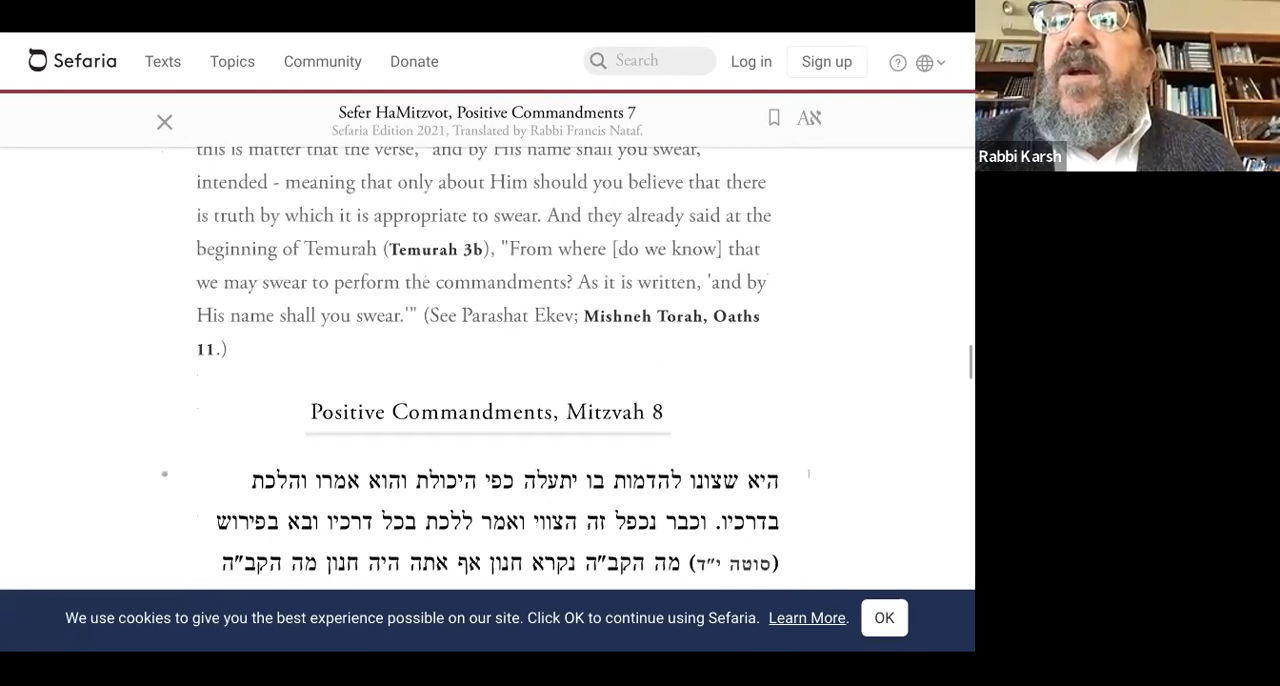 Sefaria Texts Topics Community Donate Search Log in Sign up
Sefer HaMitzvot, Positive Commandments 7
Sefaria Edition 2021, Translated by Rabbi Francis Nataf.
Rabbi Karsh
this is matter that the verse, "and by His name shall you swear,
intended - meaning that only about Him should you believe that there
is truth by which it is appropriate to swear. And they already said at the
beginning of Temurah (Temurah 3b), "From where [do we know] that
we may swear to perform the commandments? As it is written, 'and by
His name shall you swear.'" (See Parashat Ekev; Mishneh Torah, Oaths
11.)
Positive Commandments, Mitzvah 8
היא שצונו להדמות בו יתעלה כפי היכולת והוא אמרו והלכת
בדרכיו. וכבר נכפל זה הצווי ואמר ללכת בכל דרכיו ובא בפירוש
(סוטה י"ד) מה הקב"ה נקרא חנון אף אתה היה חנון מה הקב"ה
We use cookies to give you the best experience possible on our site. Click OK to continue using Sefaria. Learn More. OK